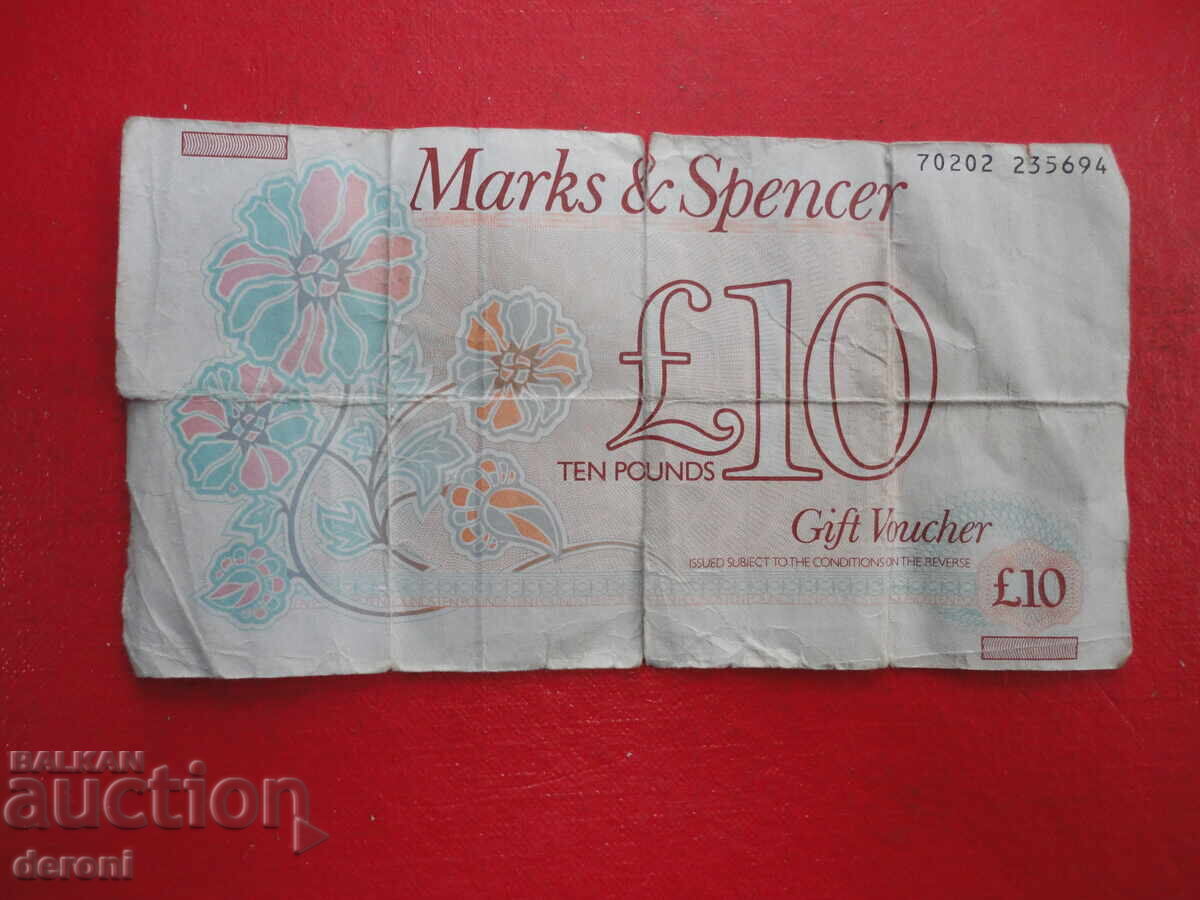 Marks & Spencer
70202 235694
£10
TEN POUNDS
Gift Voucher
ISSUED SUBJECT TO THE CONDITIONS ON THE REVERSE
£10
BALKAN
auction
deroni